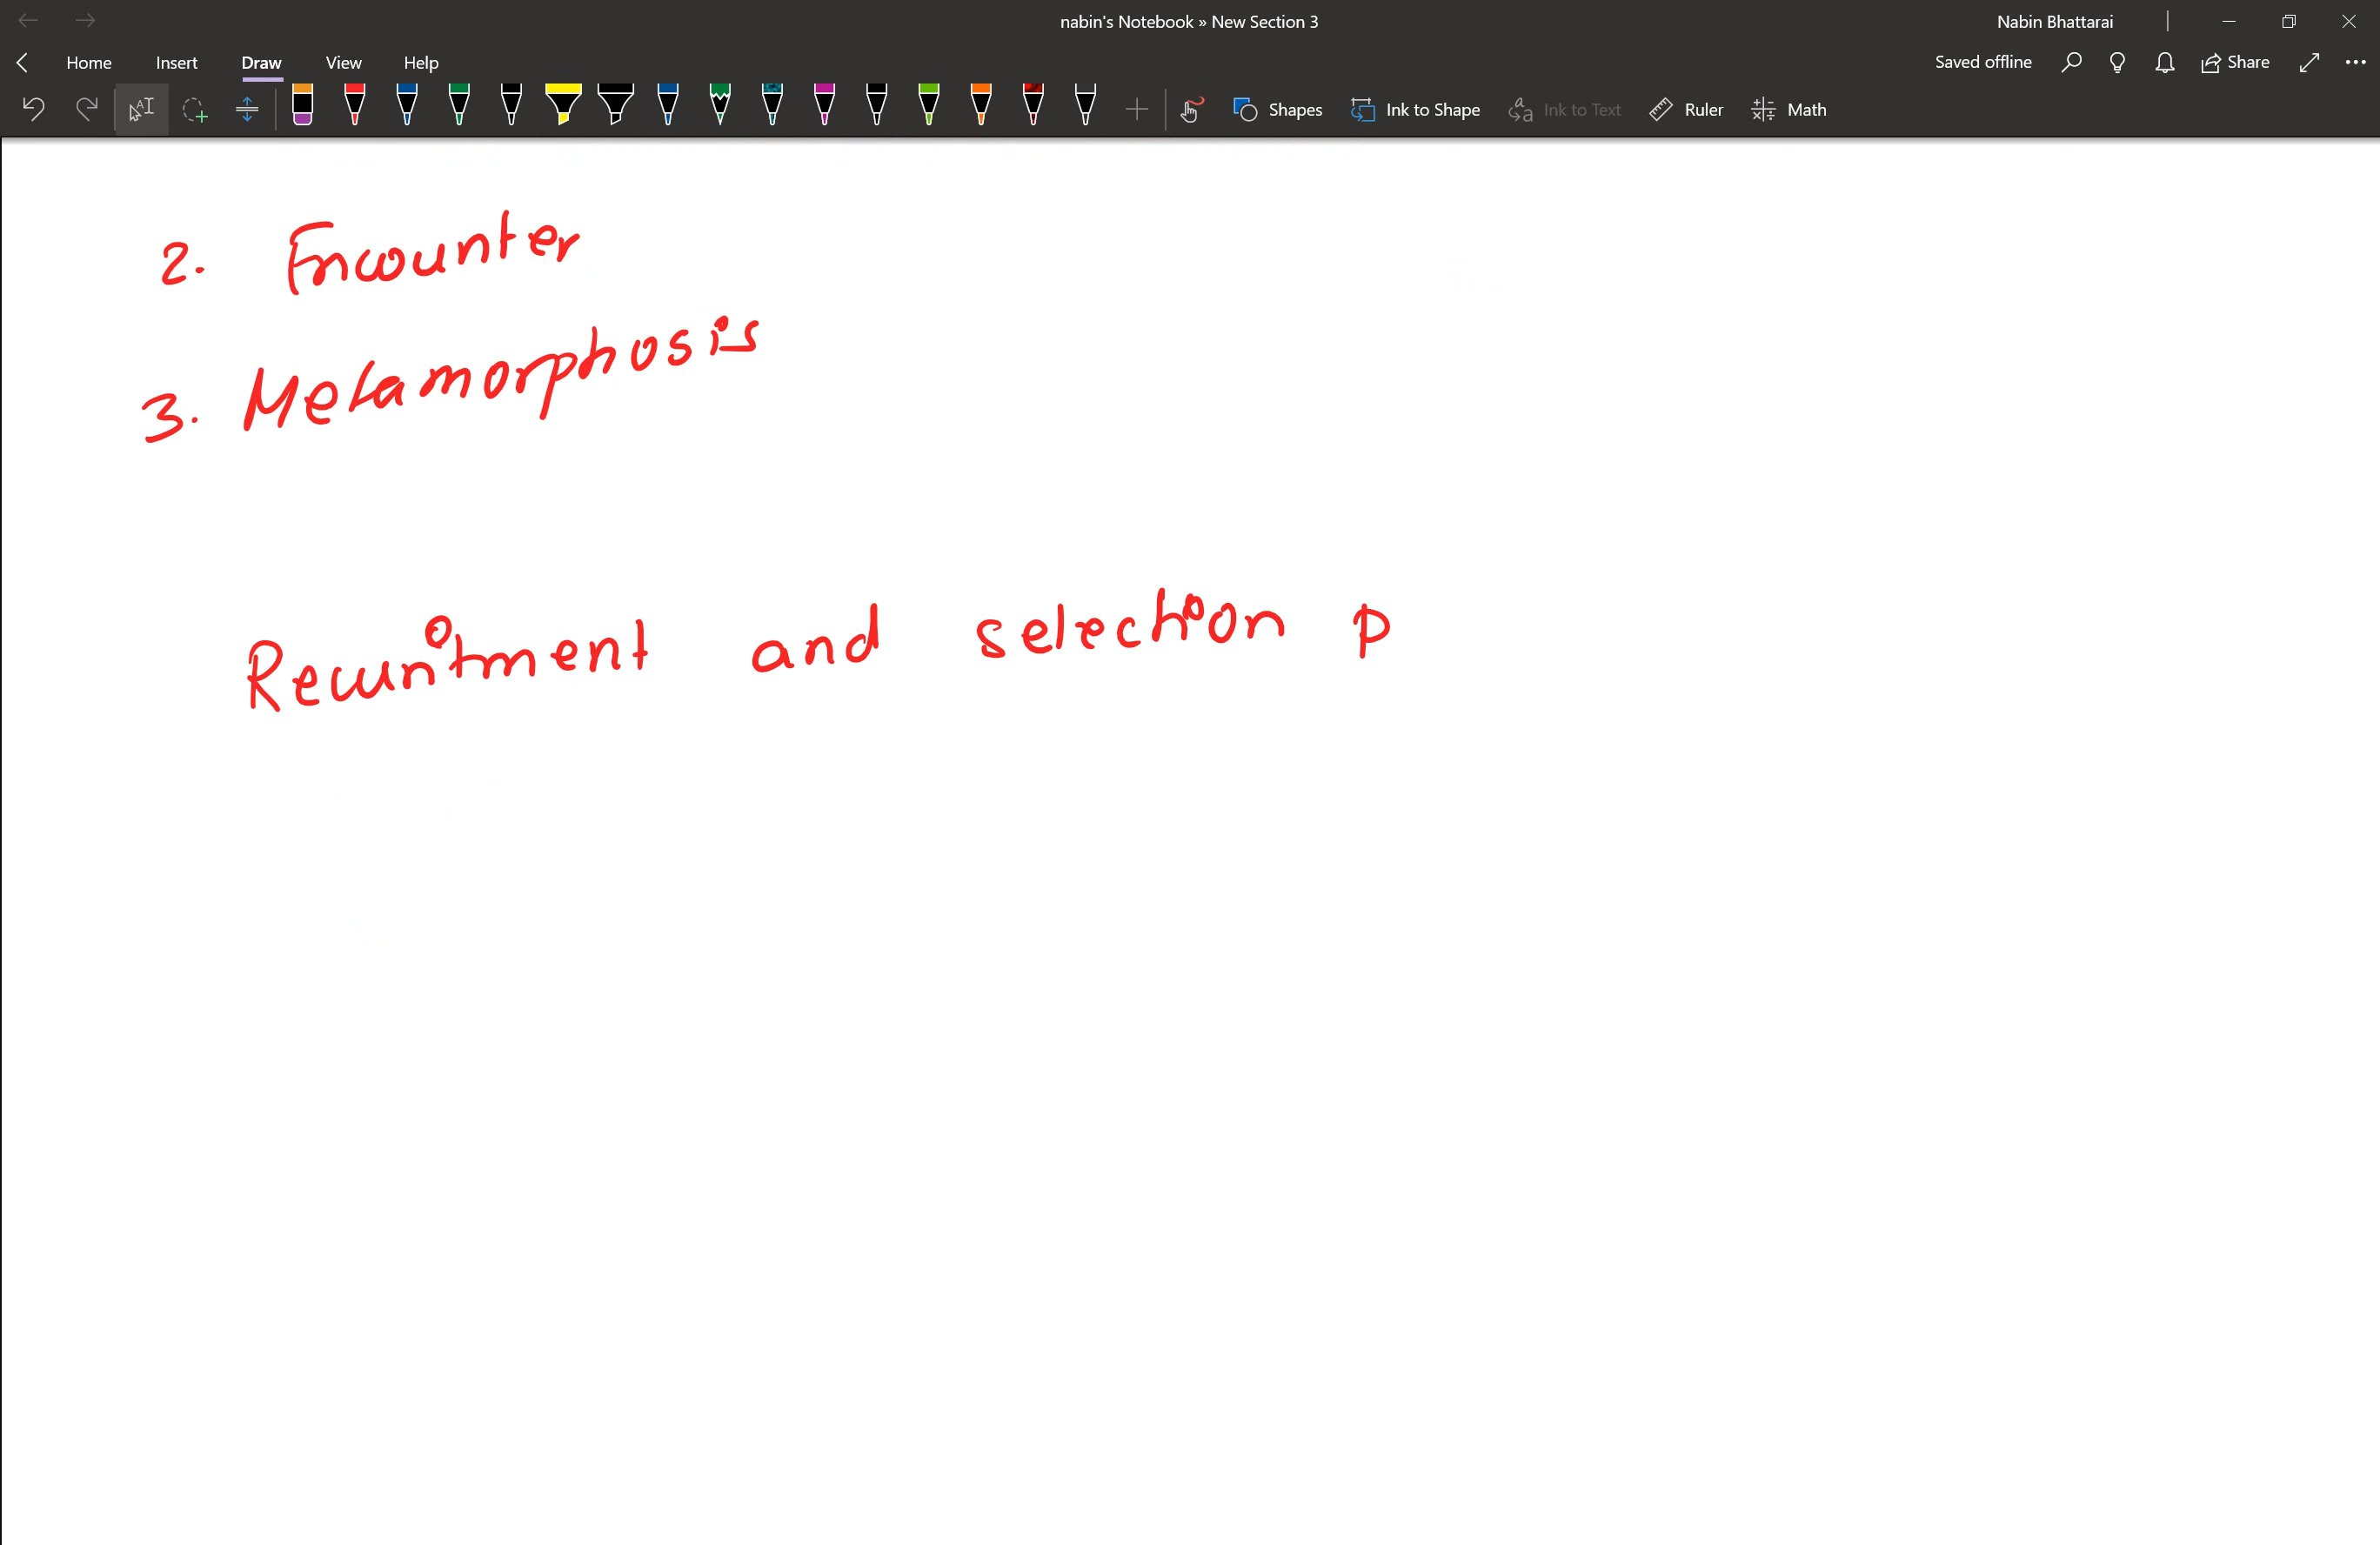 nabin's Notebook » New Section 3
Nabin Bhattarai
Home Insert Draw View Help
Saved offline
Share
Shapes
Ink to Shape
Ink to Text
Ruler
Math
2. Encounter
3. Metamorphosis
Recruitment and selection p